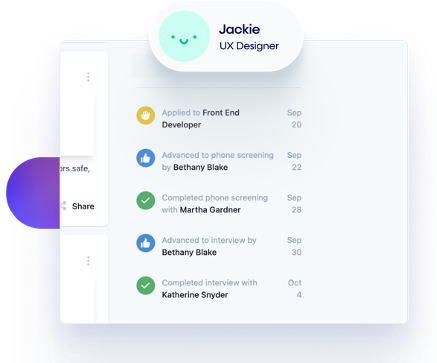 Jackie
UX Designer
Applied to Front End Sep
Developer 20
Advanced to phone screening Sep
by Bethany Blake 22
ors safe,
Completed phone screening Sep
with Martha Gardner 28
Share
Advanced to interview by Sep
Bethany Blake 30
Completed interview with Oct
Katherine Snyder 4